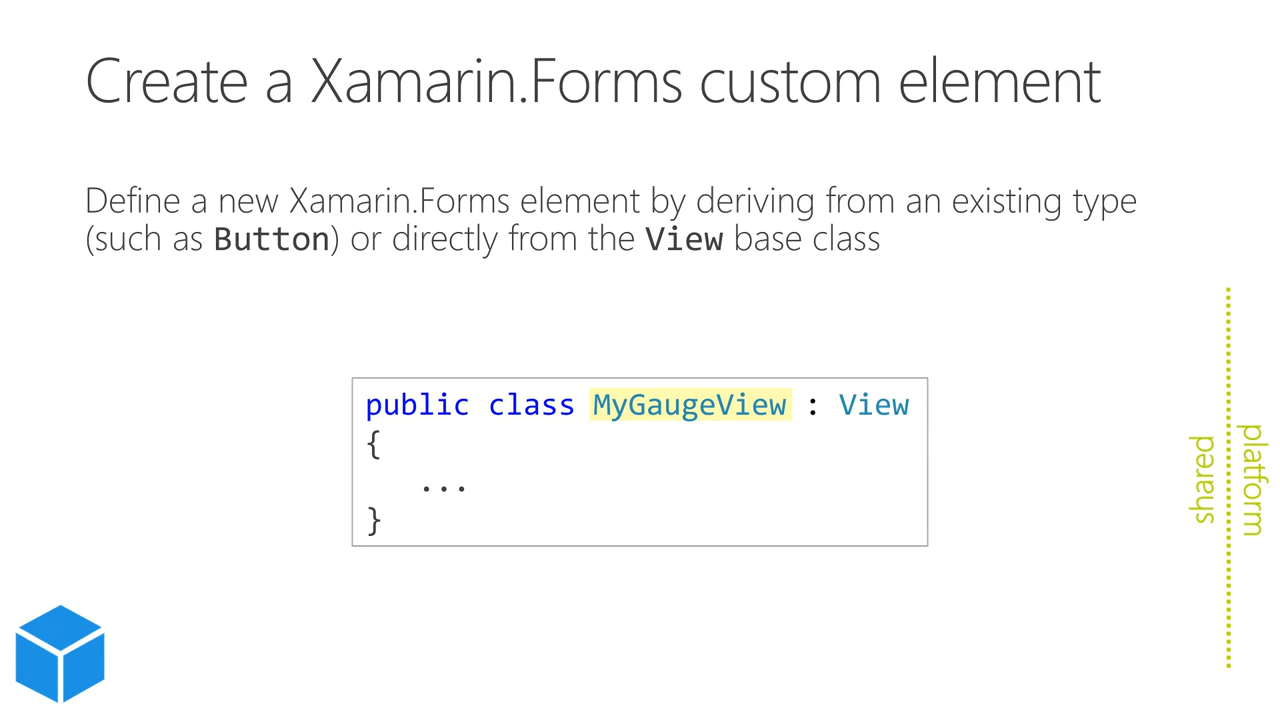 Create a Xamarin.Forms custom element
Define a new Xamarin.Forms element by deriving from an existing type
(such as Button) or directly from the View base class
public class MyGaugeView : View
{
...
}
shared
platform